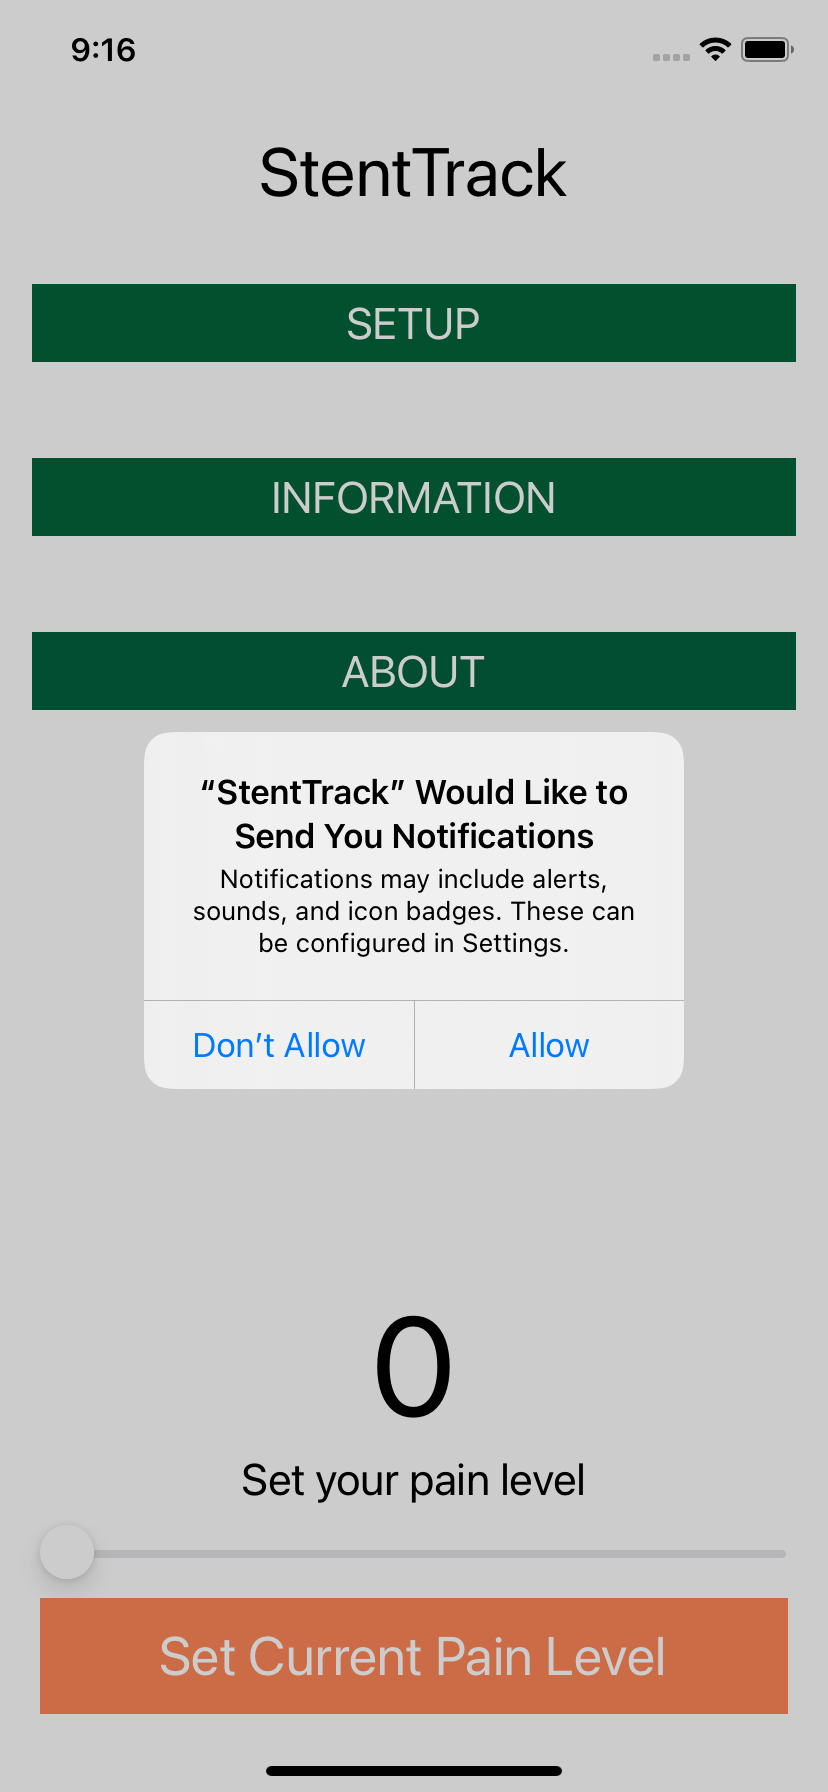 9:16
StentTrack
SETUP
INFORMATION
ABOUT
“StentTrack” Would Like to
Send You Notifications
Notifications may include alerts,
sounds, and icon badges. These can
be configured in Settings.
Don’t Allow
Allow
0
Set your pain level
Set Current Pain Level